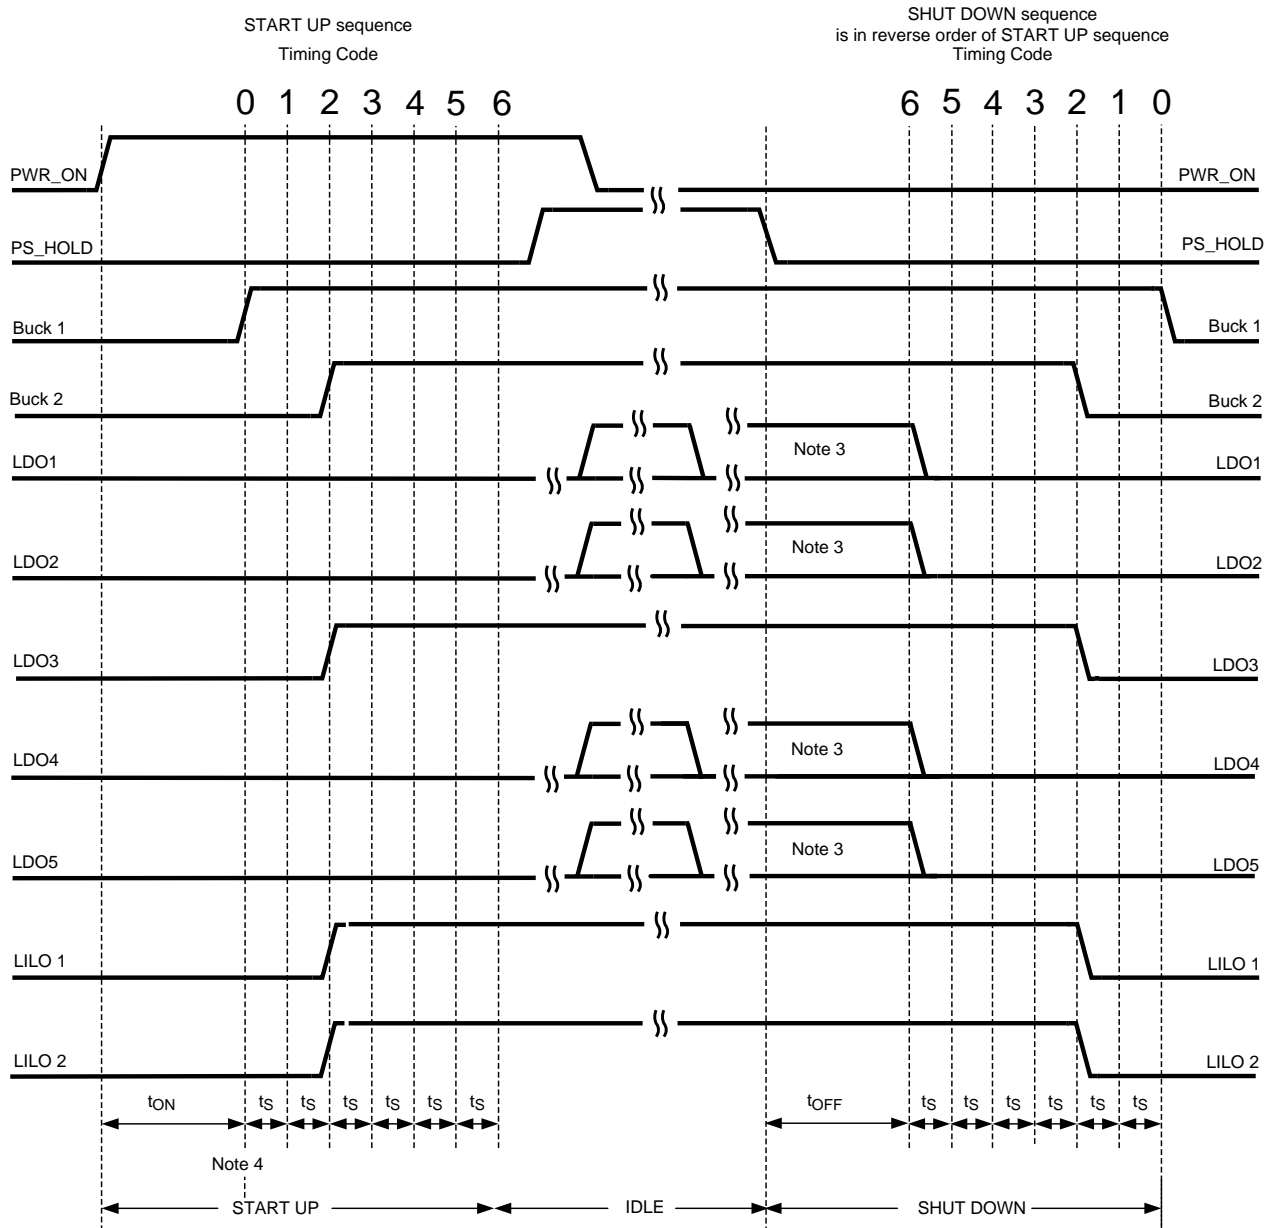 START UP sequence
Timing Code
SHUT DOWN sequence
is in reverse order of START UP sequence
Timing Code
0 1 2 3 4 5 6
6 5 4 3 2 1 0
PWR_ON PWR_ON
PS_HOLD PS_HOLD
Buck 1 Buck 1
Buck 2 Buck 2
LDO1 Note 3 LDO1
LDO2 Note 3 LDO2
LDO3 LDO3
LDO4 Note 3 LDO4
LDO5 Note 3 LDO5
LILO 1 LILO 1
LILO 2 LILO 2
tON tS tS tS tS tS tS tOFF tS tS tS tS tS tS
Note 4
START UP IDLE SHUT DOWN